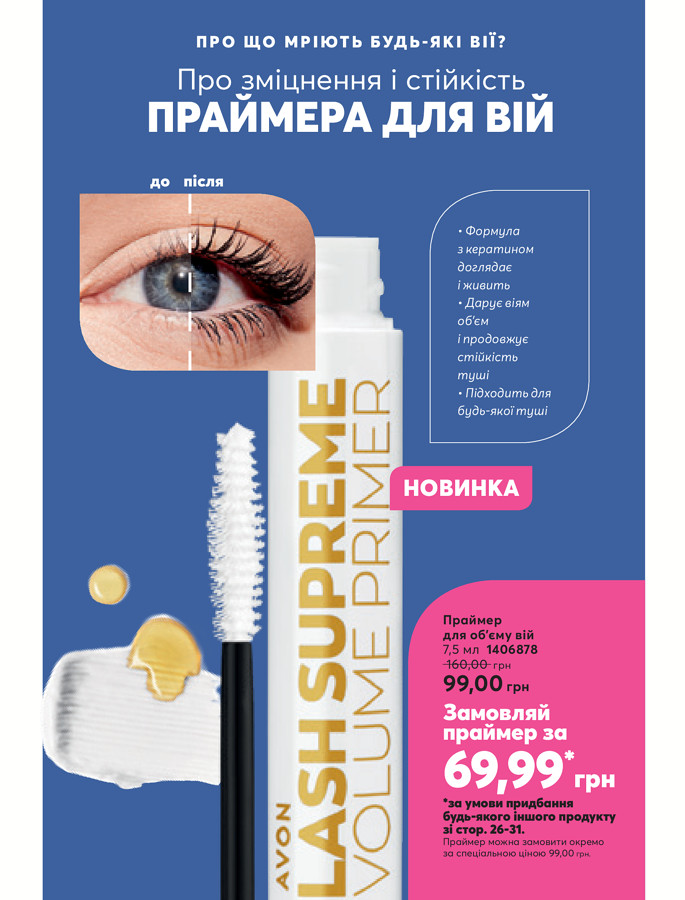 ПРО ЩО МРІЮТЬ БУДЬ-ЯКІ ВІЇ?
Про зміцнення і стійкість
ПРАЙМЕРА ДЛЯ ВІЙ
до після
• Формула
з кератином
доглядає
і живить
• Дарує віям
об'єм
і продовжує
стійкість
туші
• Підходить для
будь-якої туші
НОВИНКА
AVON
LASH SUPREME
VOLUME PRIMER
Праймер
для об'єму вій
7,5 мл 1406878
160,00 грн
99,00 грн
Замовляй
праймер за
69,99* грн
*за умови придбання
будь-якого іншого продукту
зі стор. 26-31.
Праймер можна замовити окремо
за спеціальною ціною 99,00 грн.